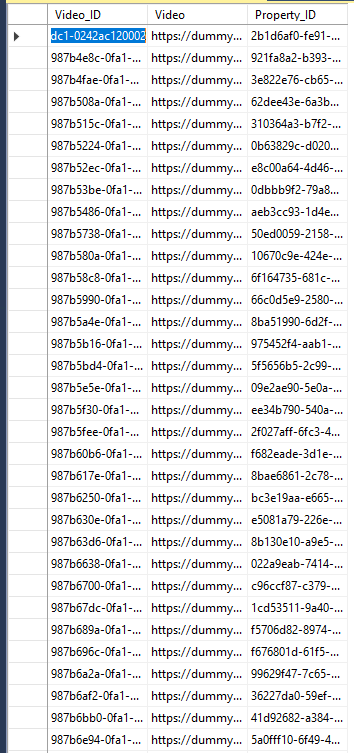 Video_ID Video Property_ID
dc1-0242ac120002 https://dummy... 2b1d6af0-fe91-...
987b4e8c-0fa1-... https://dummy... 921fa8a2-b393-...
987b4fae-0fa1-... https://dummy... 3e822e76-cb65-...
987b508a-0fa1-... https://dummy... 62dee43e-6a3b...
987b515c-0fa1-... https://dummy... 310364a3-b7f2-...
987b5224-0fa1-... https://dummy... 0b63829c-d020...
987b52ec-0fa1-... https://dummy... e8c00a64-4d46-...
987b53be-0fa1-... https://dummy... 0dbbb9f2-79a8...
987b5486-0fa1-... https://dummy... aeb3cc93-1d4e...
987b5738-0fa1-... https://dummy... 50ed0059-2158-...
987b580a-0fa1-... https://dummy... 10670c9e-424e-...
987b58c8-0fa1-... https://dummy... 6f164735-681c-...
987b5990-0fa1-... https://dummy... 66c0d5e9-2580-...
987b5a4e-0fa1-... https://dummy... 8ba51990-6d2f-...
987b5b16-0fa1-... https://dummy... 975452f4-aab1-...
987b5bd4-0fa1-... https://dummy... 5f5656b5-2c99-...
987b5e5e-0fa1-... https://dummy... 09e2ae90-5e0a-...
987b5f30-0fa1-... https://dummy... ee34b790-540a-...
987b5fee-0fa1-... https://dummy... 2f027aff-6fc3-4...
987b60b6-0fa1-... https://dummy... f682eade-3d1e-...
987b617e-0fa1-... https://dummy... 8bae6861-2c78-...
987b6250-0fa1-... https://dummy... bc3e19aa-e665-...
987b630e-0fa1-... https://dummy... e5081a79-226e-...
987b63d6-0fa1-... https://dummy... 8b130e10-a9e5-...
987b6638-0fa1-... https://dummy... 022a9eab-7414-...
987b6700-0fa1-... https://dummy... c96ccf87-c379-...
987b67dc-0fa1-... https://dummy... 1cd53511-9a40-...
987b689a-0fa1-... https://dummy... f5706d82-8974-...
987b696c-0fa1-... https://dummy... f676801d-61f5-...
987b6a2a-0fa1-... https://dummy... 99629f47-7c65-...
987b6af2-0fa1-... https://dummy... 36227da0-59ef-...
987b6bb0-0fa1-... https://dummy... 41d92682-a384-...
987b6e94-0fa1-... https://dummy... 5a0fff10-6f49-4...